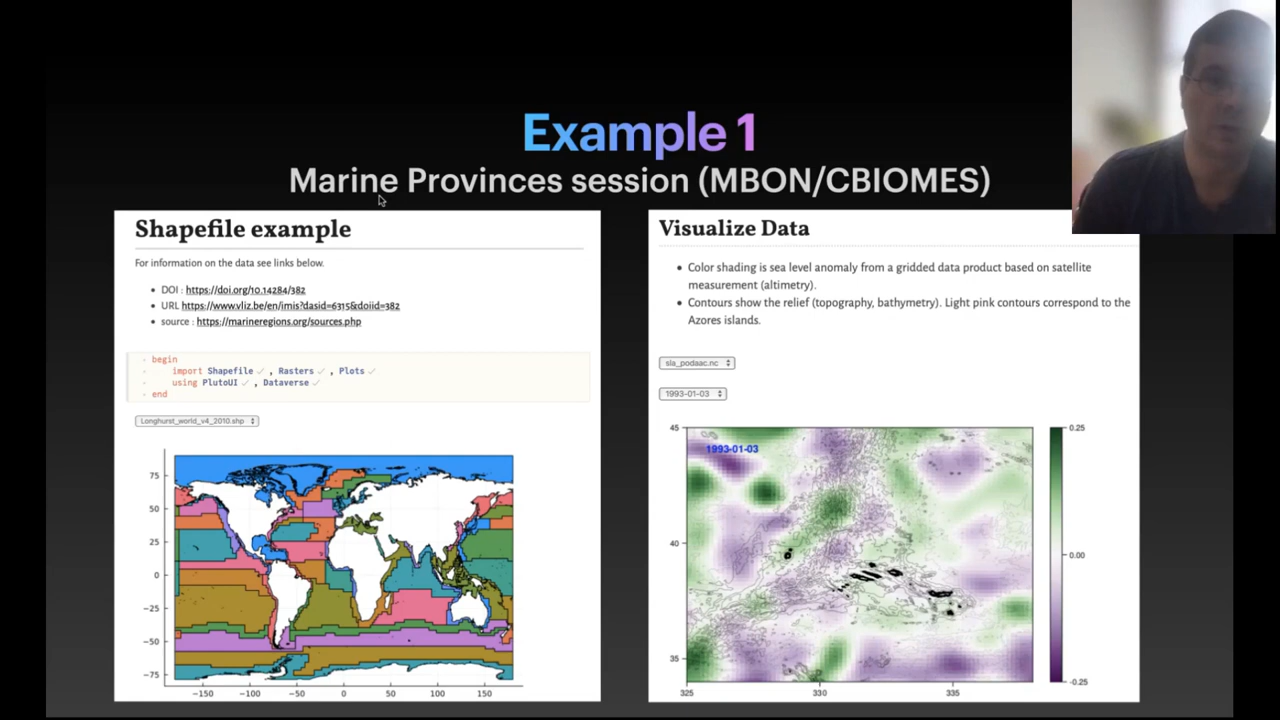 Example 1
Marine Provinces session (MBON/CBIOMES)
Shapefile example
For information on the data see links below.
• DOI : https://doi.org/10.14284/382
• URL https://www.vliz.be/en/imis?dasid=6315&doiid=382
• source : https://marineregions.org/sources.php
begin
import Shapefile ✓ , Rasters ✓ , Plots ✓
using PlutoUI ✓ , Dataverse ✓
end
Longhurst_world_v4_2010.shp
75
50
25
0
−25
−50
−75
−150 −100 −50 0 50 100 150
Visualize Data
• Color shading is sea level anomaly from a gridded data product based on satellite
measurement (altimetry).
• Contours show the relief (topography, bathymetry). Light pink contours correspond to the
Azores islands.
sla_podaac.nc
1993-01-03
1993-01-03
45
40
35
325 330 335
0.25
0.00
-0.25